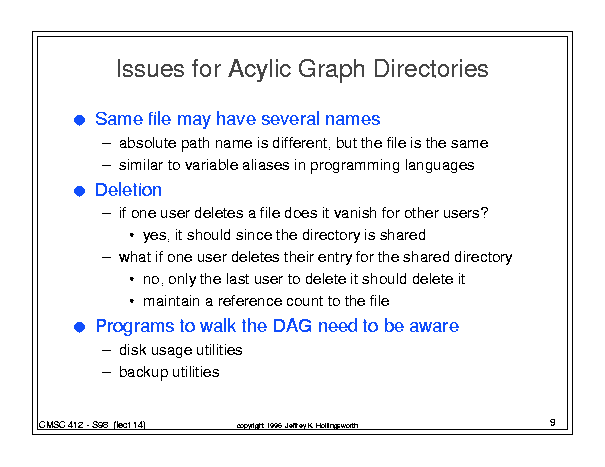 Issues for Acylic Graph Directories
● Same file may have several names
– absolute path name is different, but the file is the same
– similar to variable aliases in programming languages
● Deletion
– if one user deletes a file does it vanish for other users?
• yes, it should since the directory is shared
– what if one user deletes their entry for the shared directory
• no, only the last user to delete it should delete it
• maintain a reference count to the file
● Programs to walk the DAG need to be aware
– disk usage utilities
– backup utilities
CMSC 412 - S98 (lect 14)
copyright 1996 Jeffrey K. Hollingsworth
9